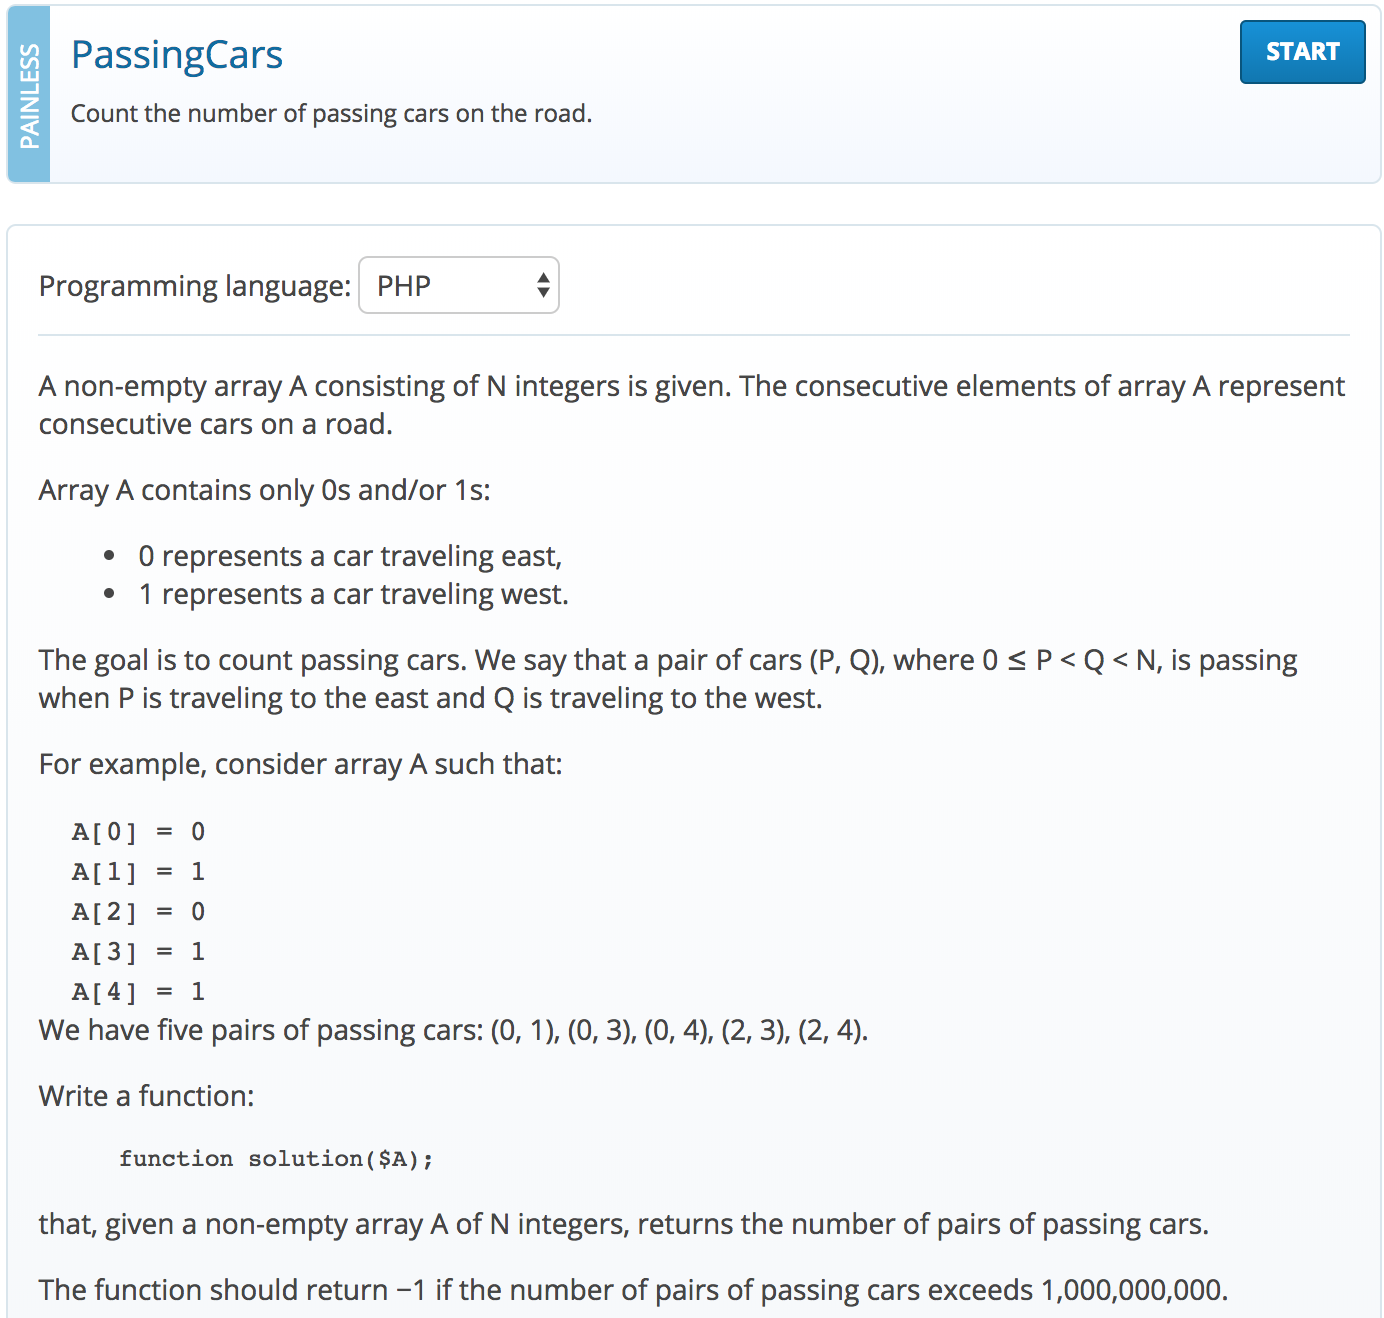 PAINLESS
PassingCars
START
Count the number of passing cars on the road.
Programming language: PHP
A non-empty array A consisting of N integers is given. The consecutive elements of array A represent
consecutive cars on a road.
Array A contains only 0s and/or 1s:
• 0 represents a car traveling east,
• 1 represents a car traveling west.
The goal is to count passing cars. We say that a pair of cars (P, Q), where 0 ≤ P < Q < N, is passing
when P is traveling to the east and Q is traveling to the west.
For example, consider array A such that:
A[0] = 0
A[1] = 1
A[2] = 0
A[3] = 1
A[4] = 1
We have five pairs of passing cars: (0, 1), (0, 3), (0, 4), (2, 3), (2, 4).
Write a function:
function solution($A);
that, given a non-empty array A of N integers, returns the number of pairs of passing cars.
The function should return −1 if the number of pairs of passing cars exceeds 1,000,000,000.